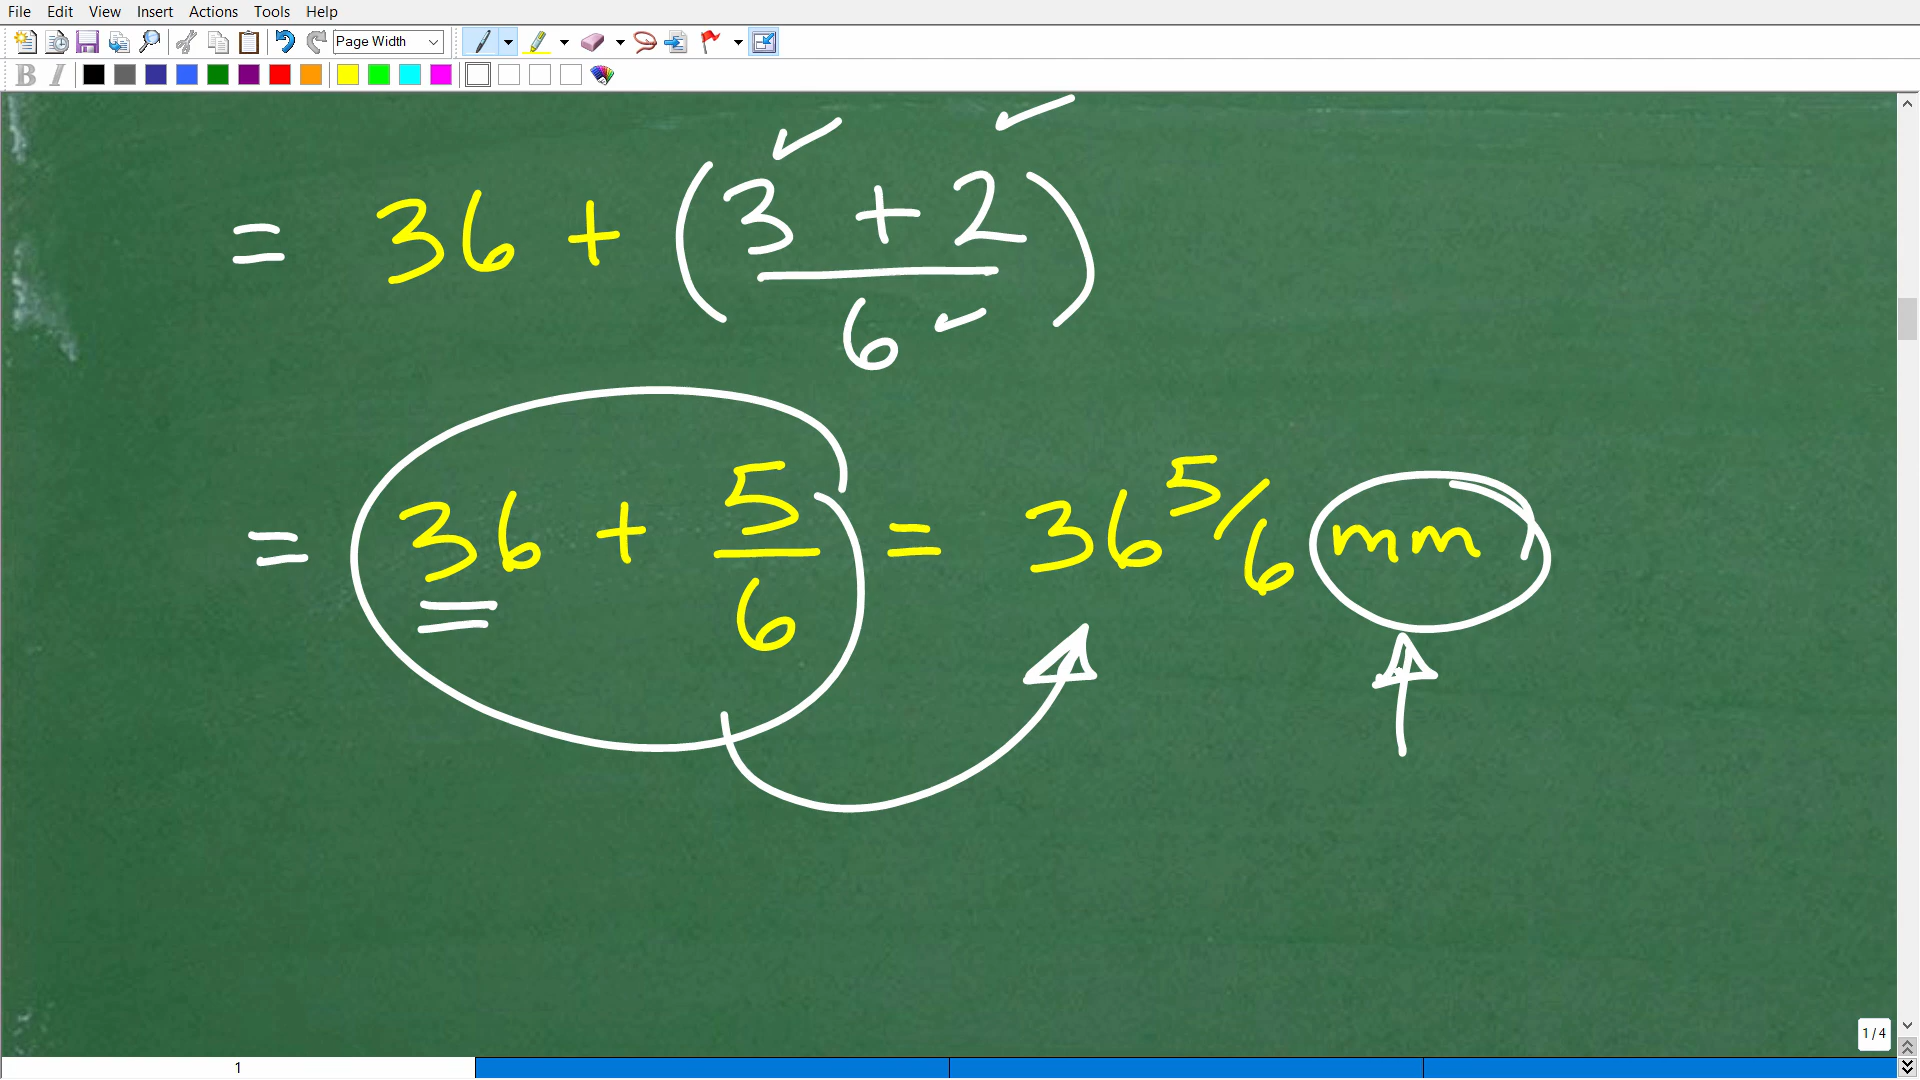 File Edit View Insert Actions Tools Help
Page Width
B I
= 36 + (3 + 2)
6
= 36 + 5/6 = 36 5/6 mm
1 / 4
1